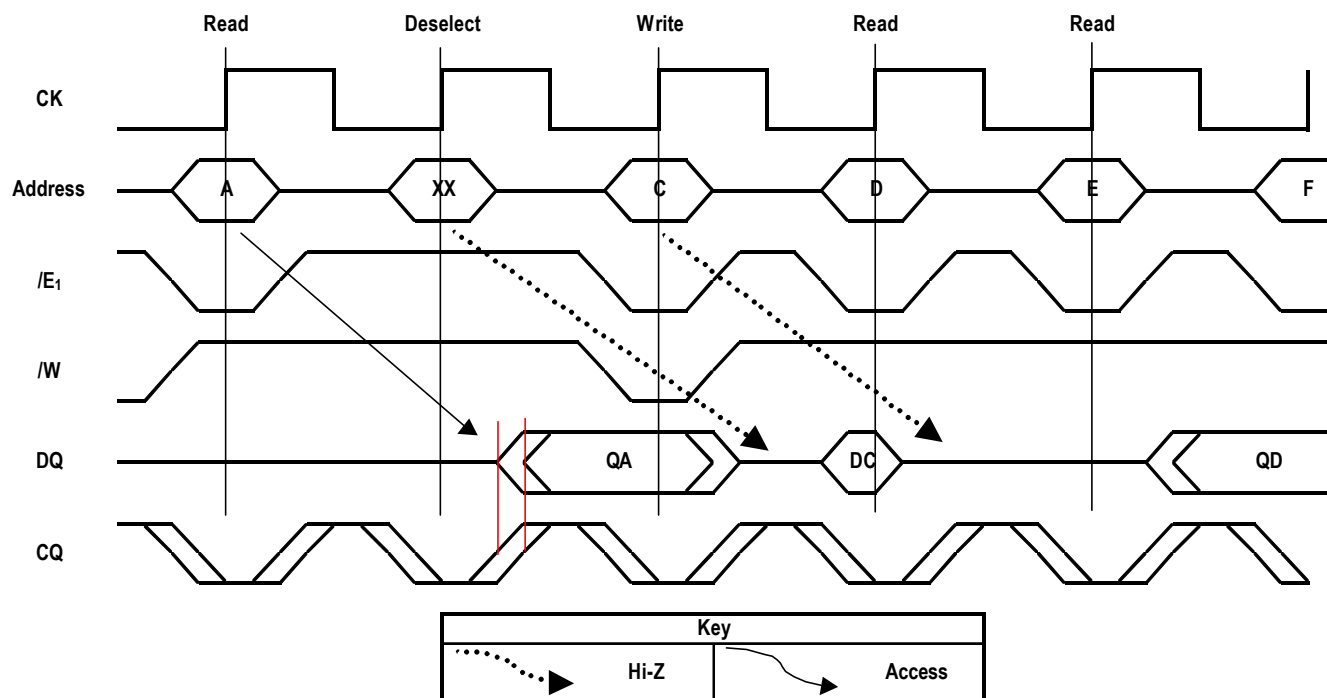 Read Deselect Write Read Read
CK
Address A XX C D E F
/E1
/W
DQ QA DC QD
CQ
Key
Hi-Z Access